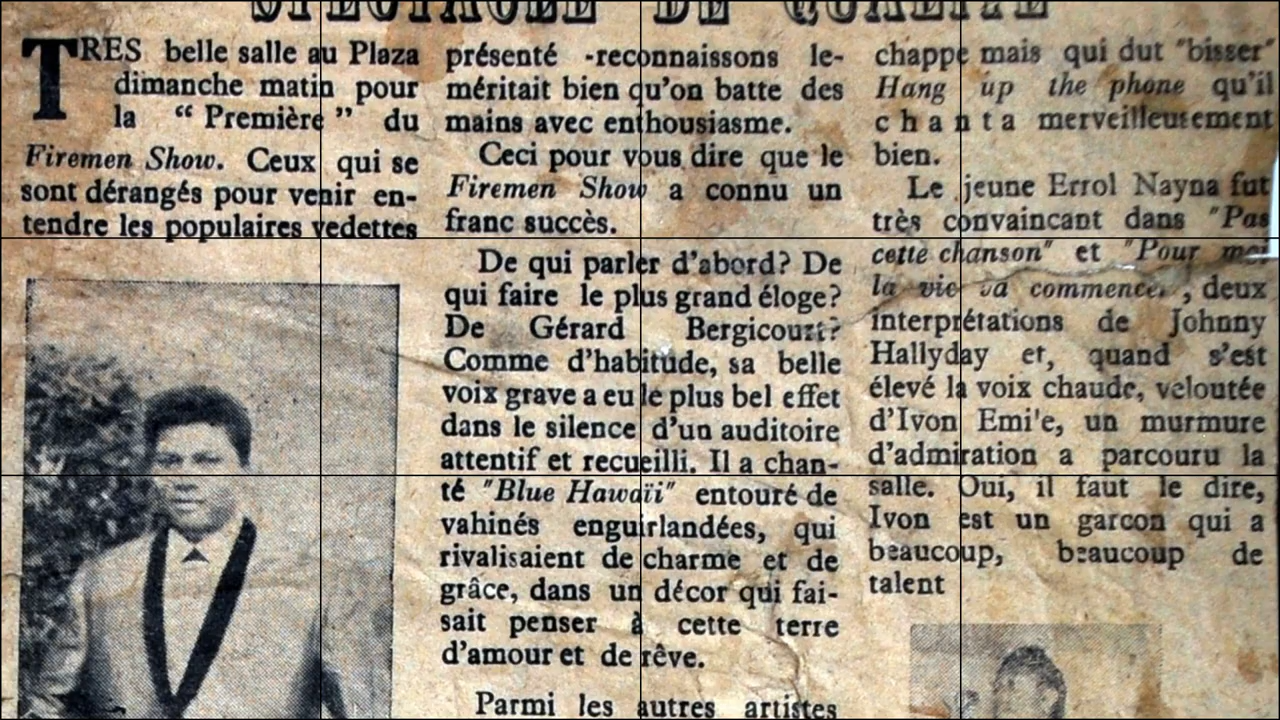 SPECTACLE DE QUALITE
TRES belle salle au Plaza
dimanche matin pour
la “ Première ” du
Firemen Show. Ceux qui se
sont dérangés pour venir en-
tendre les populaires vedettes
présenté -reconnaissons le-
méritait bien qu'on batte des
mains avec enthousiasme.
Ceci pour vous dire que le
Firemen Show a connu un
franc succès.
De qui parler d'abord? De
qui faire le plus grand éloge?
De Gérard Bergicourt?
Comme d'habitude, sa belle
voix grave a eu le plus bel effet
dans le silence d'un auditoire
attentif et recueilli. Il a chan-
té "Blue Hawaïi" entouré de
vahinés enguirlandées, qui
rivalisaient de charme et de
grâce, dans un décor qui fai-
sait penser à cette terre
d'amour et de rêve.
Parmi les autres artistes
chappe mais qui dut "bisser"
Hang up the phone qu'il
chanta merveilleusement
bien.
Le jeune Errol Nayna fut
très convaincant dans "Pas
cette chanson" et "Pour moi
la vie va commencer, deux
interprétations de Johnny
Hallyday et, quand s'est
élevé la voix chaude, veloutée
d'Ivon Emi'e, un murmure
d'admiration a parcouru la
salle. Oui, il faut le dire,
Ivon est un garcon qui a
beaucoup, beaucoup de
talent